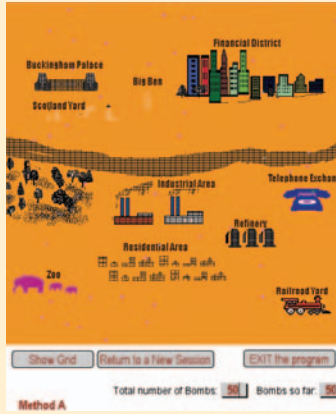 Financial District
Buckingham Palace
Big Ben
Scotland Yard
Industrial Area
Telephone Exchan
Refinery
Residential Area
Zoo
Railroad Yard
Show Grid
Return to a New Session
EXIT the program
Total number of Bombs: 50 Bombs so far: 50
Method A